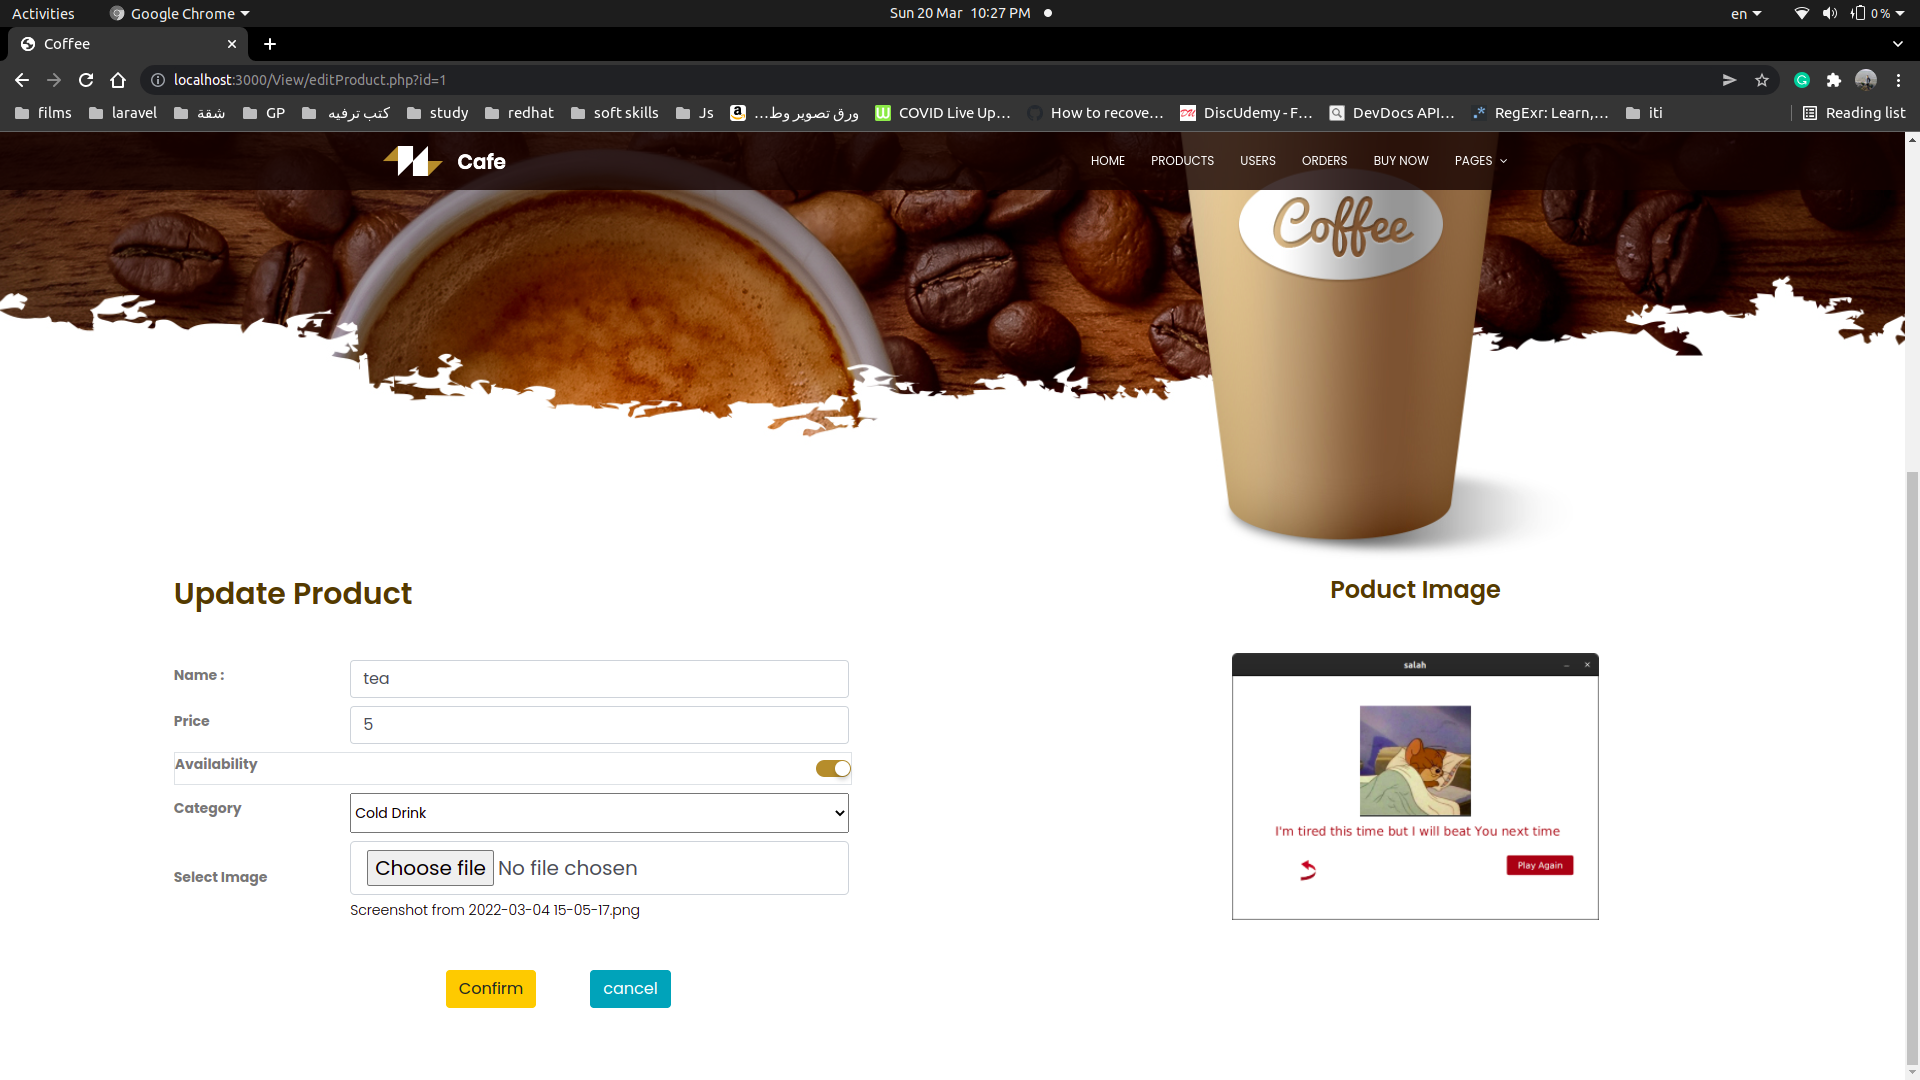 Activities Google Chrome Sun 20 Mar 10:27 PM en 0 %
Coffee
localhost:3000/View/editProduct.php?id=1
films laravel شقة GP كتب ترفيه study redhat soft skills Js ورق تصوير وط... COVID Live Up... How to recove... DiscUdemy - F... DevDocs API... RegExr: Learn,... iti Reading list
Cafe HOME PRODUCTS USERS ORDERS BUY NOW PAGES
Coffee
Update Product
Poduct Image
Name : tea
Price 5
Availability
Category Cold Drink
Select Image Choose file No file chosen
Screenshot from 2022-03-04 15-05-17.png
Confirm cancel
salah
I'm tired this time but I will beat You next time
Play Again